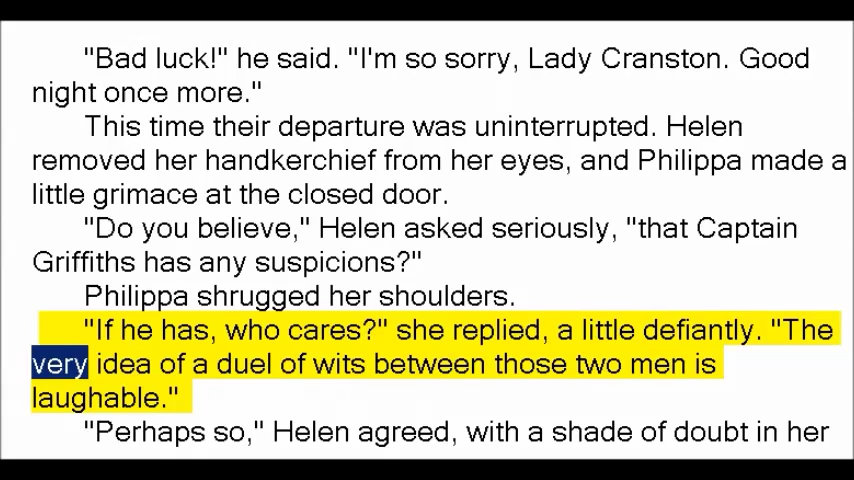 "Bad luck!" he said. "I'm so sorry, Lady Cranston. Good
night once more."
This time their departure was uninterrupted. Helen
removed her handkerchief from her eyes, and Philippa made a
little grimace at the closed door.
"Do you believe," Helen asked seriously, "that Captain
Griffiths has any suspicions?"
Philippa shrugged her shoulders.
"If he has, who cares?" she replied, a little defiantly. "The
very idea of a duel of wits between those two men is
laughable."
"Perhaps so," Helen agreed, with a shade of doubt in her